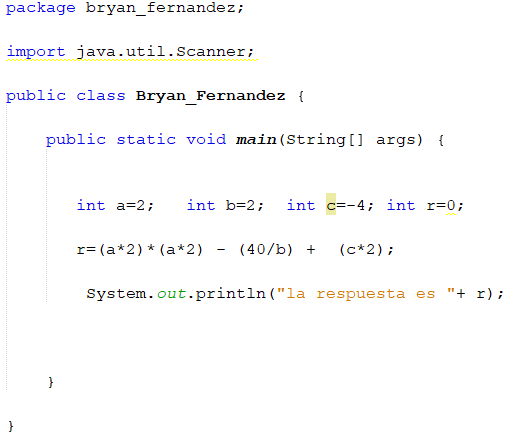 package bryan_fernandez;
import java.util.Scanner;
public class Bryan_Fernandez {
public static void main(String[] args) {
int a=2;   int b=2;  int c=-4; int r=0;
r=(a*2)*(a*2) - (40/b) +  (c*2);
System.out.println("la respuesta es "+ r);
}
}